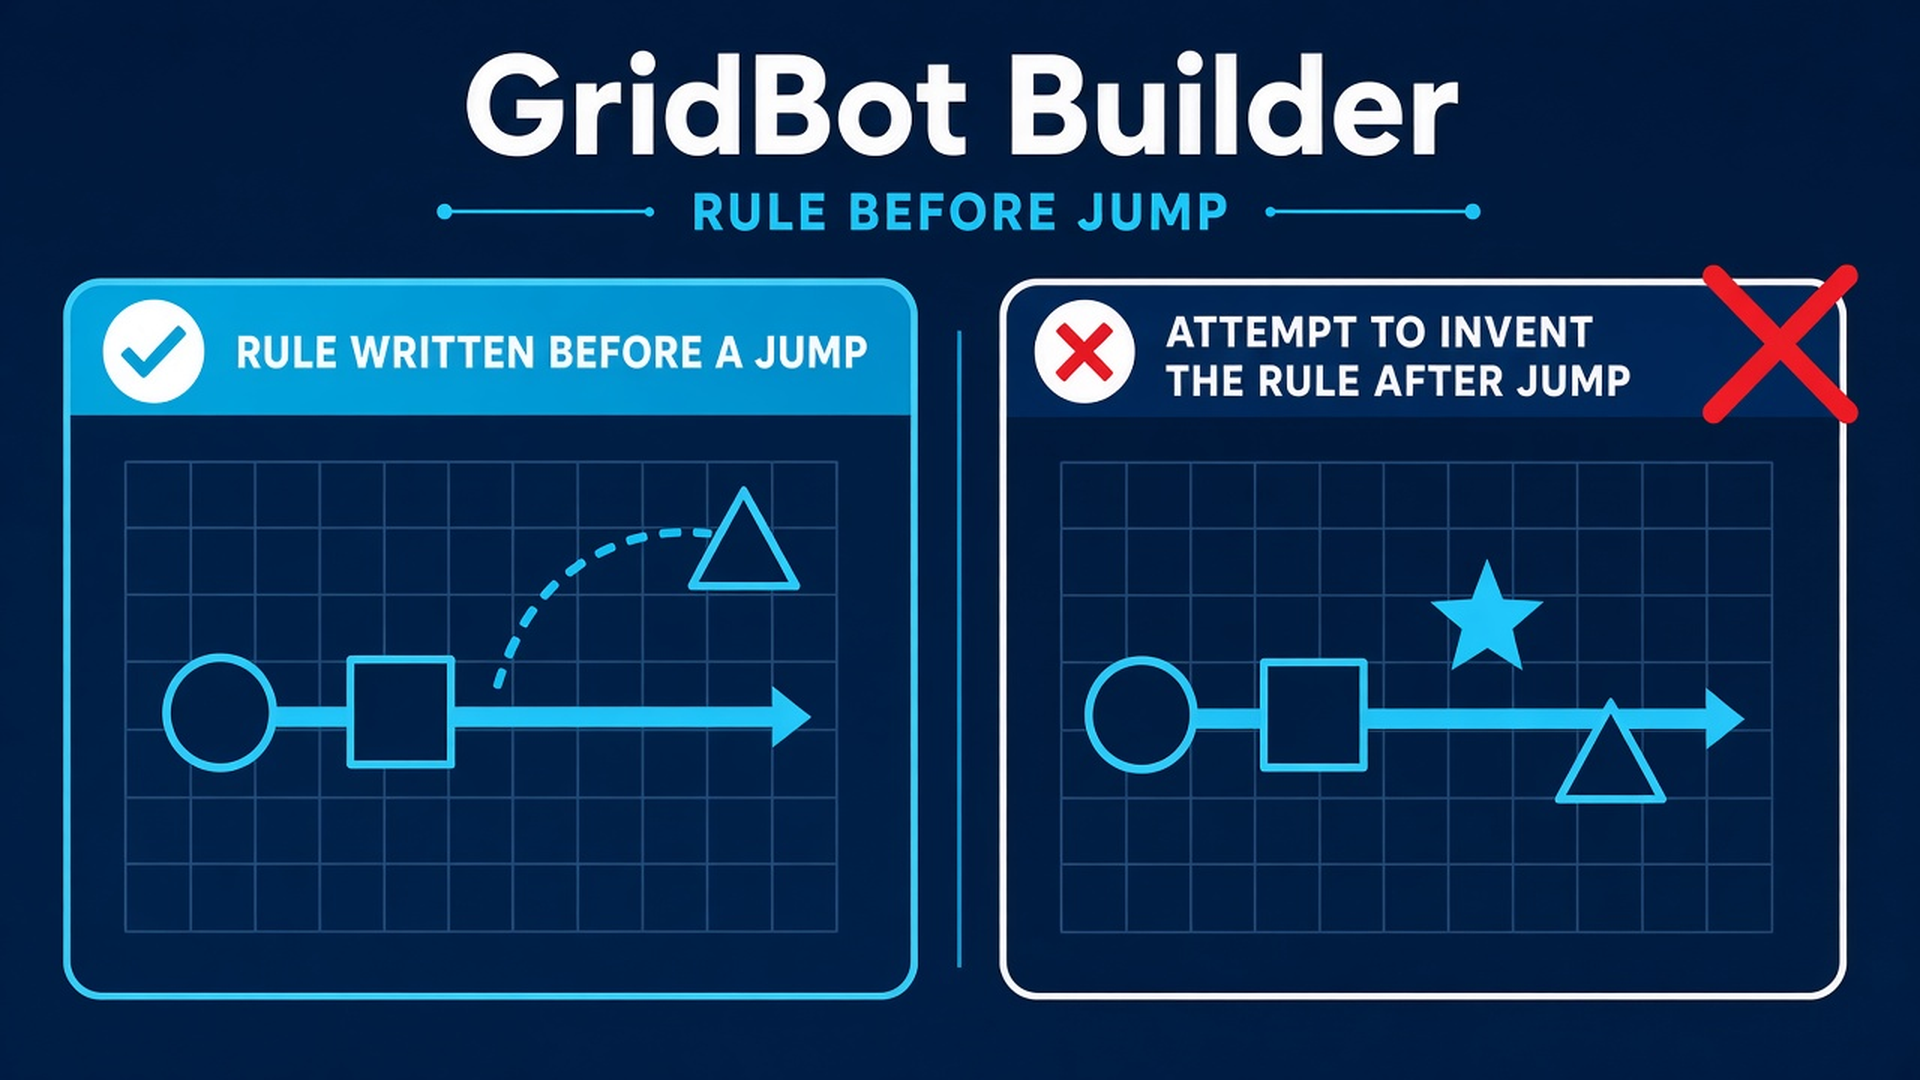 GridBot Builder
RULE BEFORE JUMP
RULE WRITTEN BEFORE A JUMP
ATTEMPT TO INVENT
THE RULE AFTER JUMP